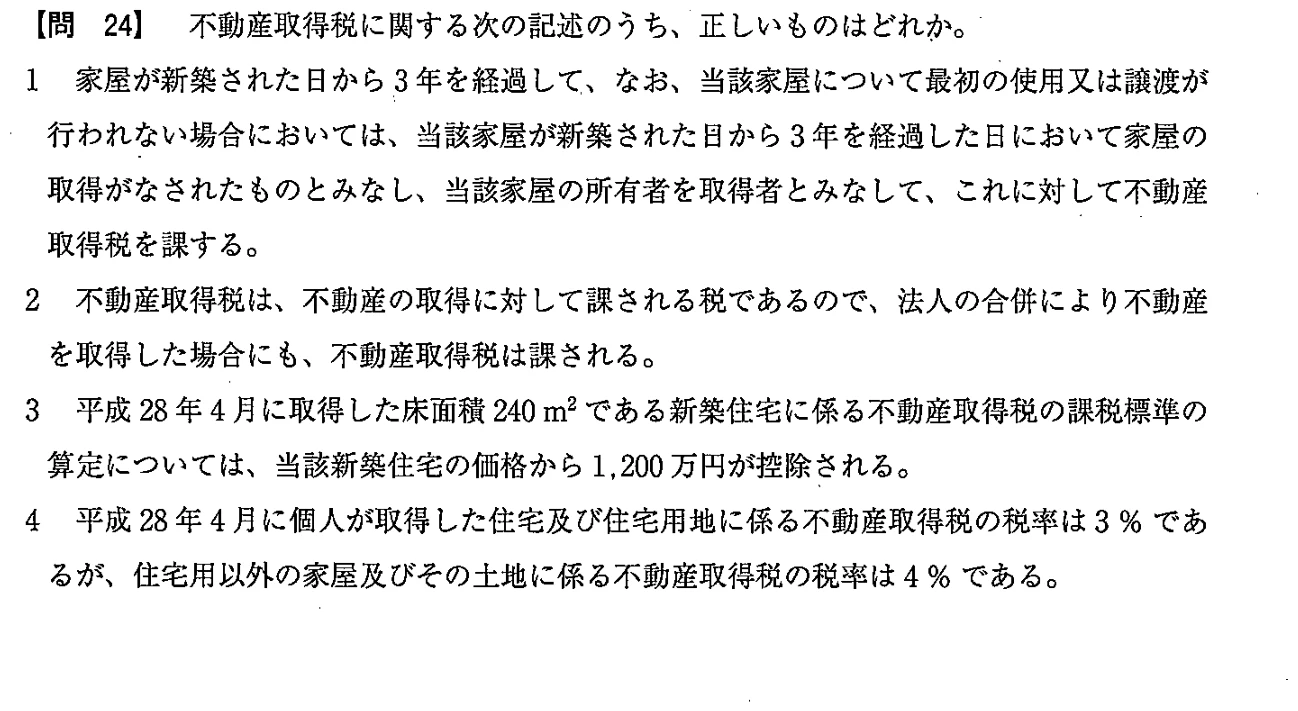 【問 24】 不動産取得税に関する次の記述のうち、正しいものはどれか。
1 家屋が新築された日から3年を経過して、なお、当該家屋について最初の使用又は譲渡が
行われない場合においては、当該家屋が新築された日から3年を経過した日において家屋の
取得がなされたものとみなし、当該家屋の所有者を取得者とみなして、これに対して不動産
取得税を課する。
2 不動産取得税は、不動産の取得に対して課される税であるので、法人の合併により不動産
を取得した場合にも、不動産取得税は課される。
3 平成28年4月に取得した床面積240 m²である新築住宅に係る不動産取得税の課税標準の
算定については、当該新築住宅の価格から1,200万円が控除される。
4 平成28年4月に個人が取得した住宅及び住宅用地に係る不動産取得税の税率は3%であ
るが、住宅用以外の家屋及びその土地に係る不動産取得税の税率は4%である。